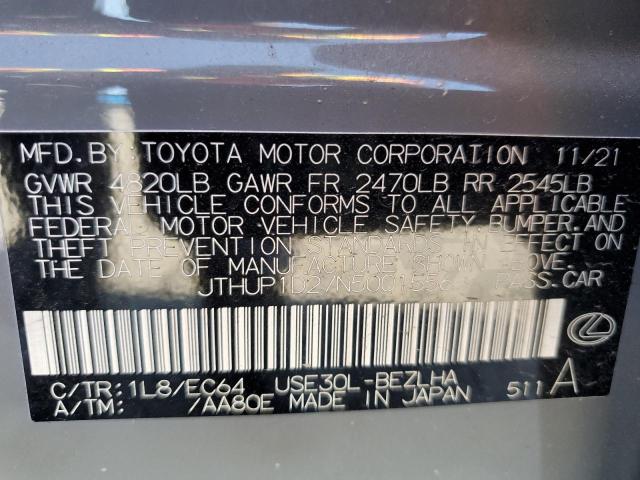 MFD. BY: TOYOTA MOTOR CORPORATION 11/21
GVWR 4820LB GAWR FR 2470LB RR 2545LB
THIS VEHICLE CONFORMS TO ALL APPLICABLE
FEDERAL MOTOR VEHICLE SAFETY, BUMPER, AND
THEFT PREVENTION STANDARDS IN EFFECT ON
THE DATE OF MANUFACTURE SHOWN ABOVE.
PASS.CAR
C/TR: 1L8/EC64 USE30L-BEZLHA
A/TM: /AA80E MADE IN JAPAN 511 A